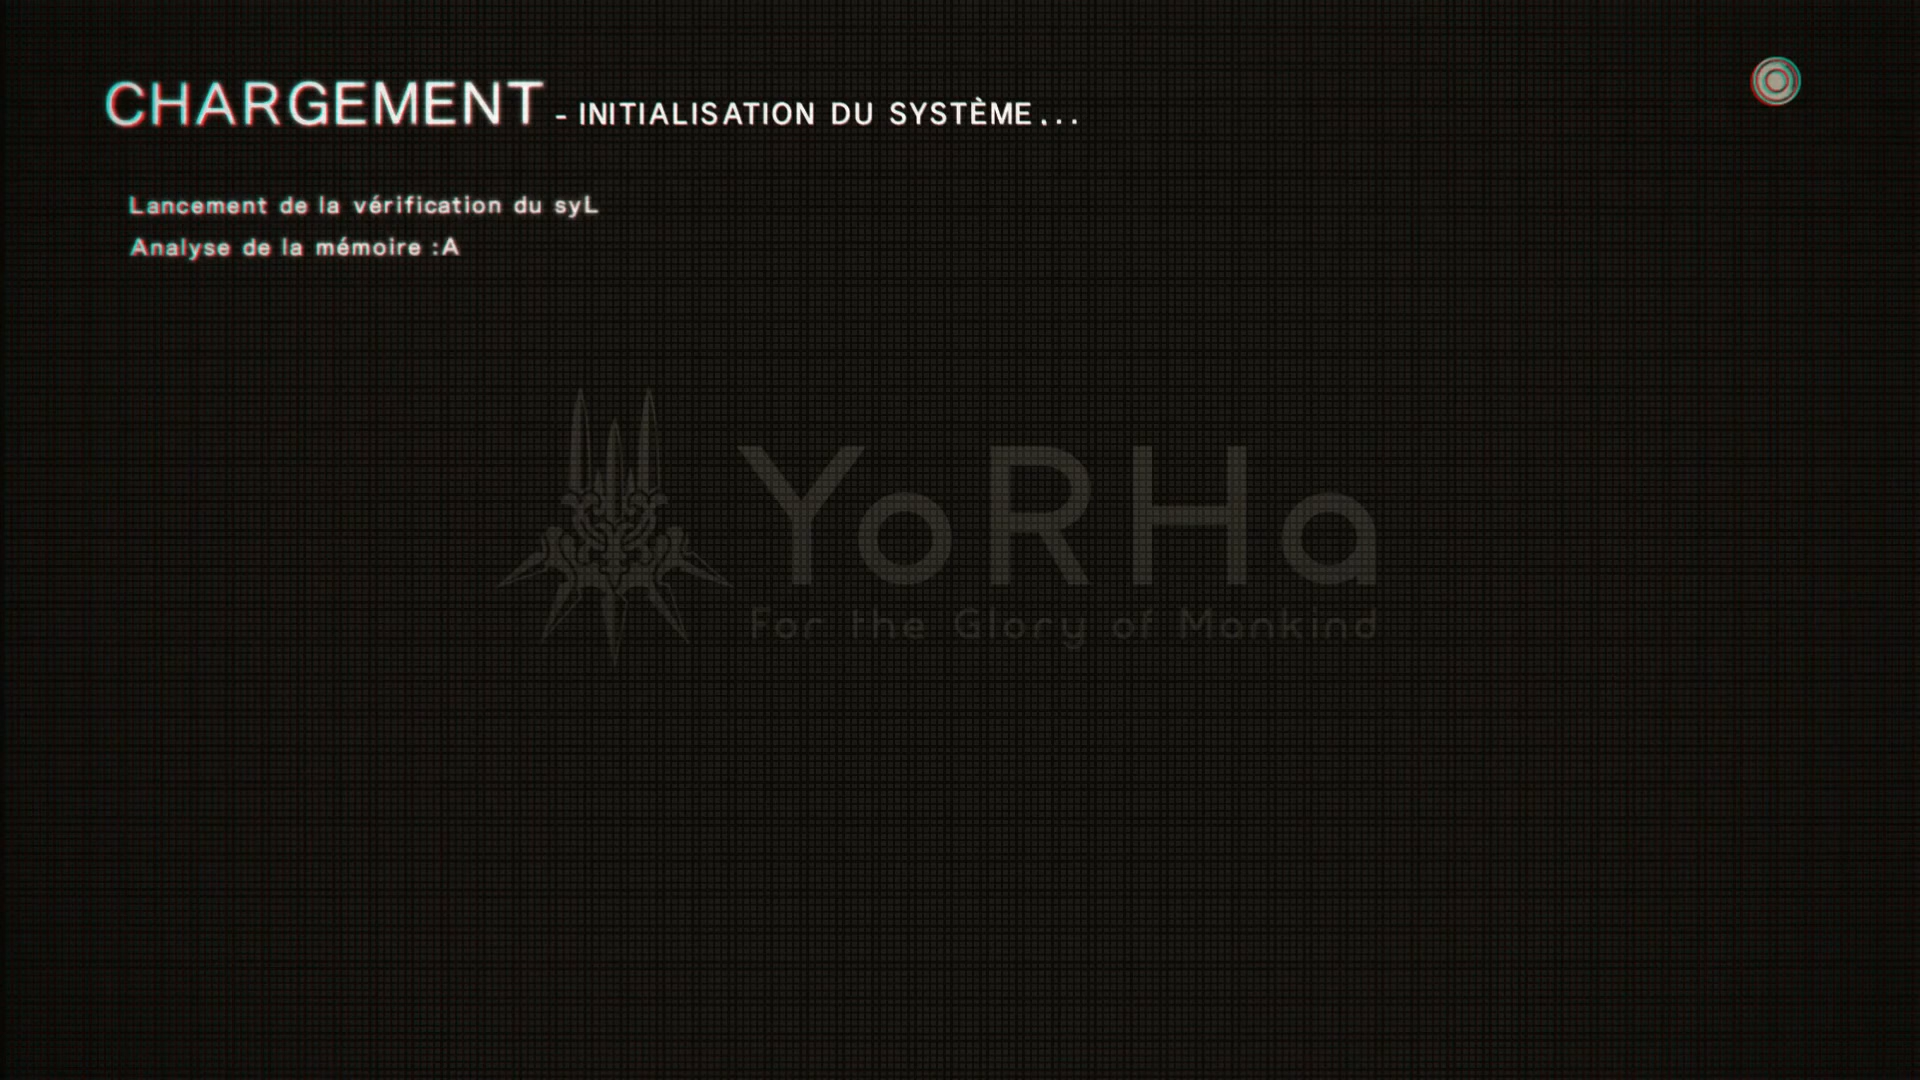 CHARGEMENT - INITIALISATION DU SYSTÈME...
Lancement de la vérification du syL
Analyse de la mémoire :A
YoRHa
For the Glory of Mankind